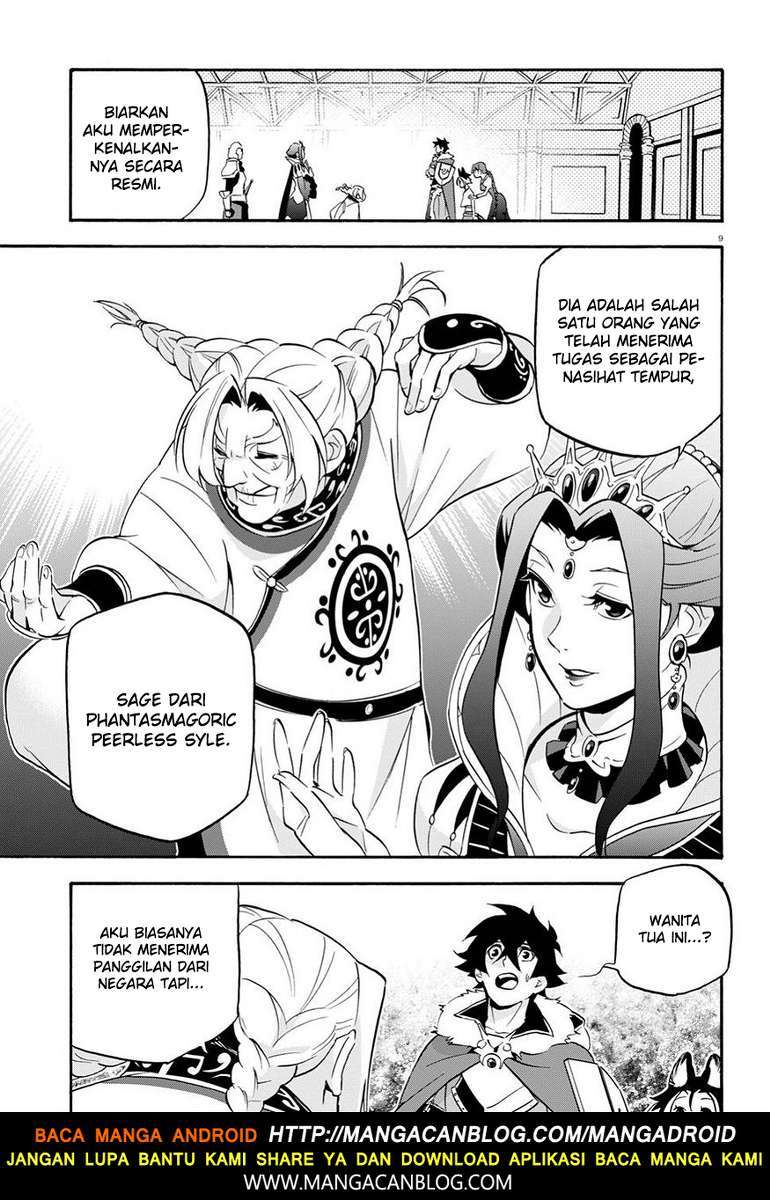 BIARKAN
AKU MEMPER-
KENALKAN-
NYA SECARA
RESMI.
9
DIA ADALAH SALAH
SATU ORANG YANG
TELAH MENERIMA
TUGAS SEBAGAI PE-
NASIHAT TEMPUR,
SAGE DARI
PHANTASMAGORIC
PEERLESS SYLE.
WANITA
TUA INI...?
AKU BIASANYA
TIDAK MENERIMA
PANGGILAN DARI
NEGARA TAPI...
BACA MANGA ANDROID HTTP://MANGACANBLOG.COM/MANGADROID
JANGAN LUPA BANTU KAMI SHARE YA DAN DOWNLOAD APLIKASI BACA MANGA KAMI
WWW.MANGACANBLOG.COM